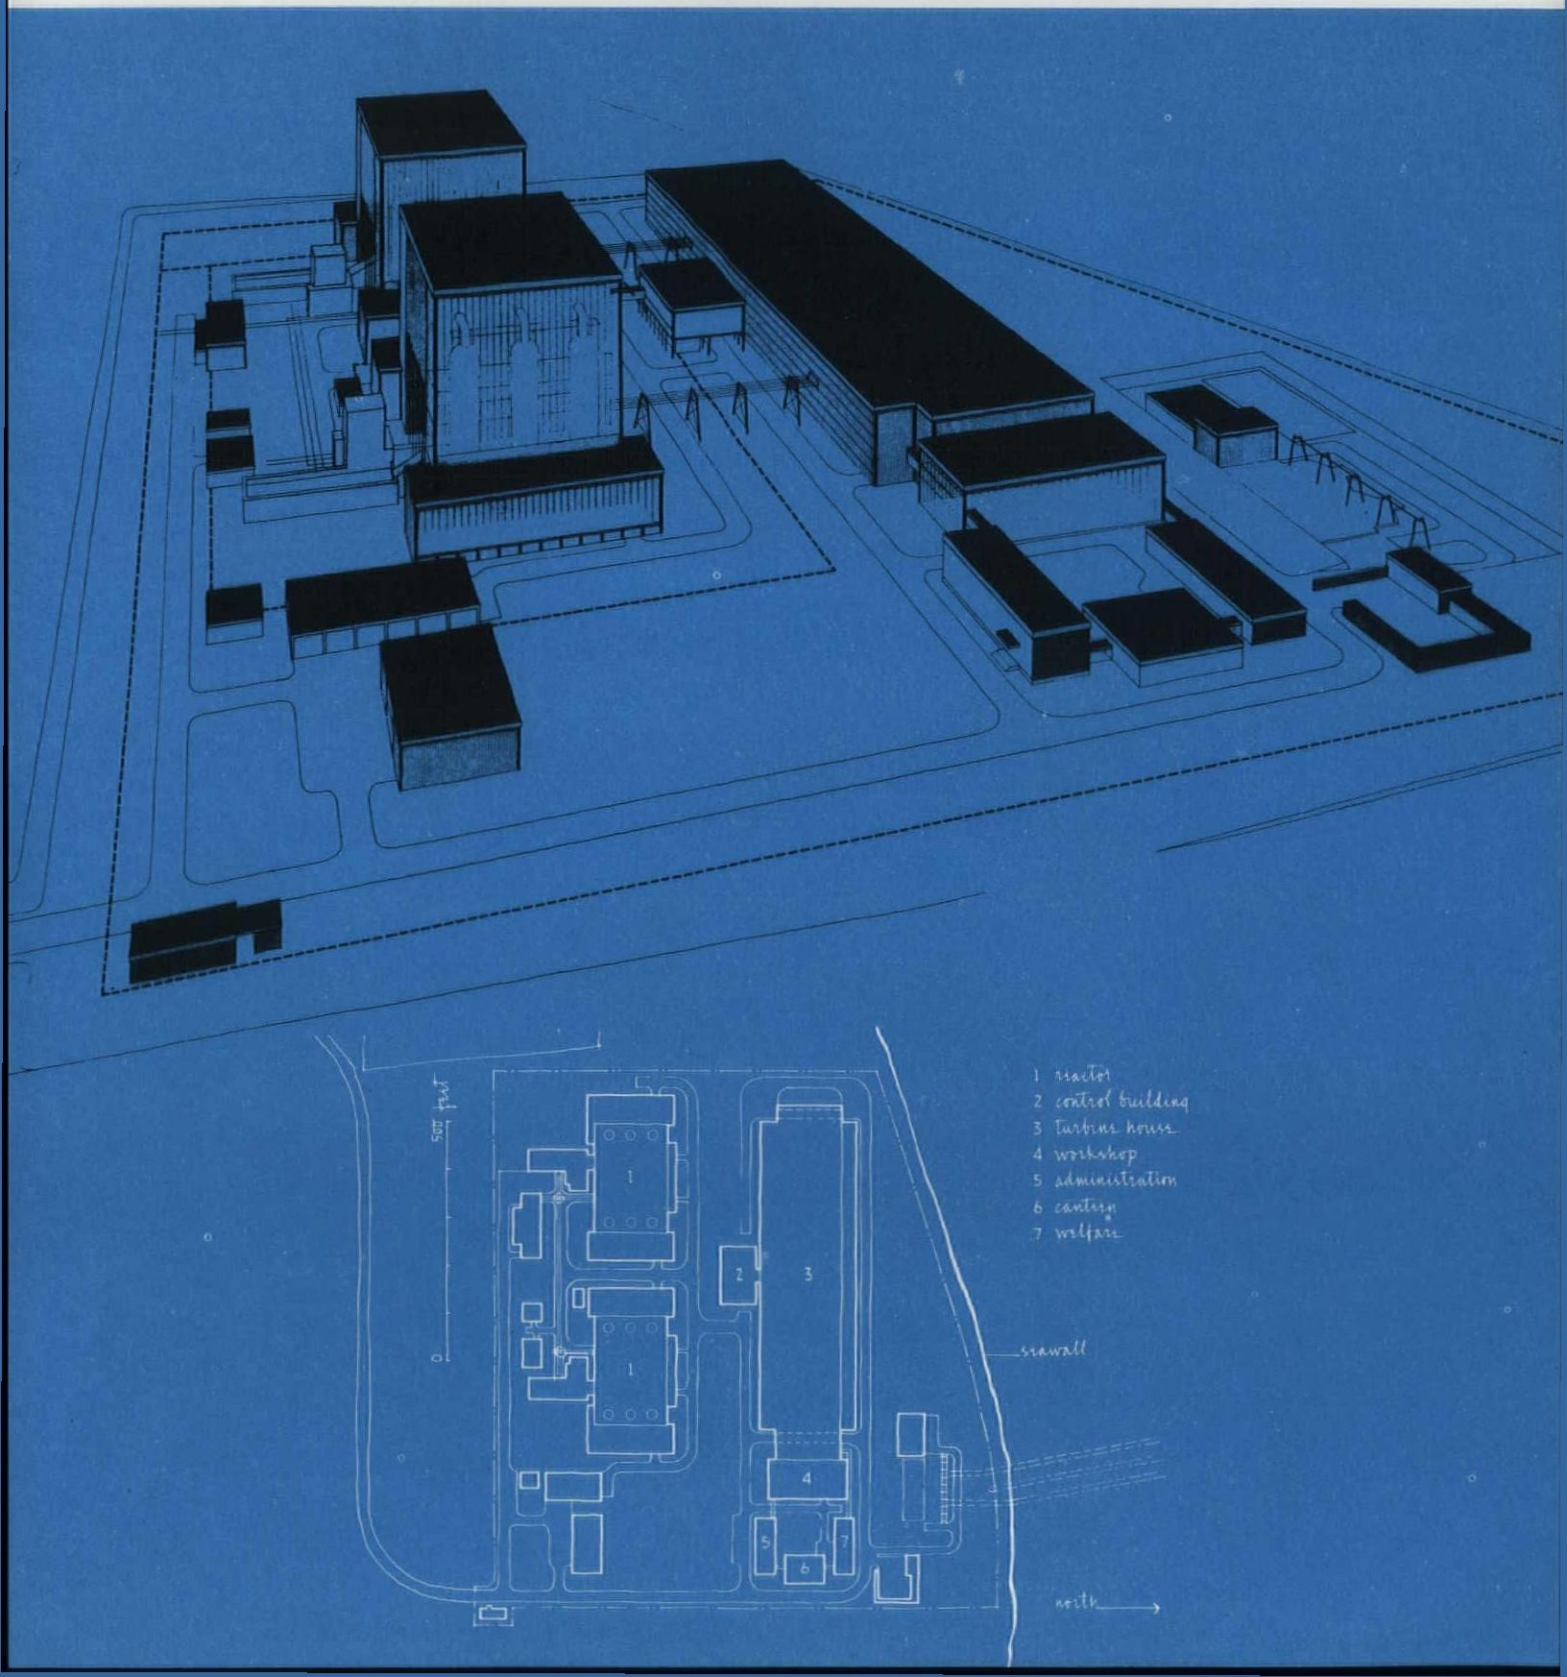 500 feet
0
1 reactor
2 control building
3 turbine house
4 workshop
5 administration
6 canteen
7 welfare
1
2
3
1
seawall
4
5
7
6
north